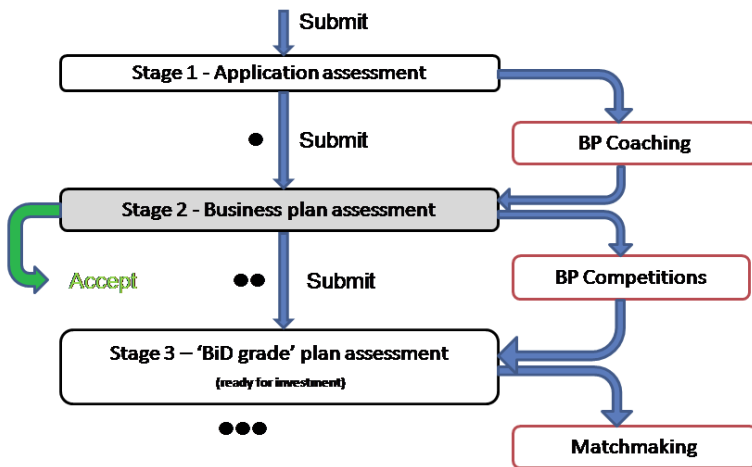 Submit
Stage 1 - Application assessment
Submit
BP Coaching
Stage 2 - Business plan assessment
Accept
Submit
BP Competitions
Stage 3 – ‘BiD grade’ plan assessment
(ready for investment)
Matchmaking